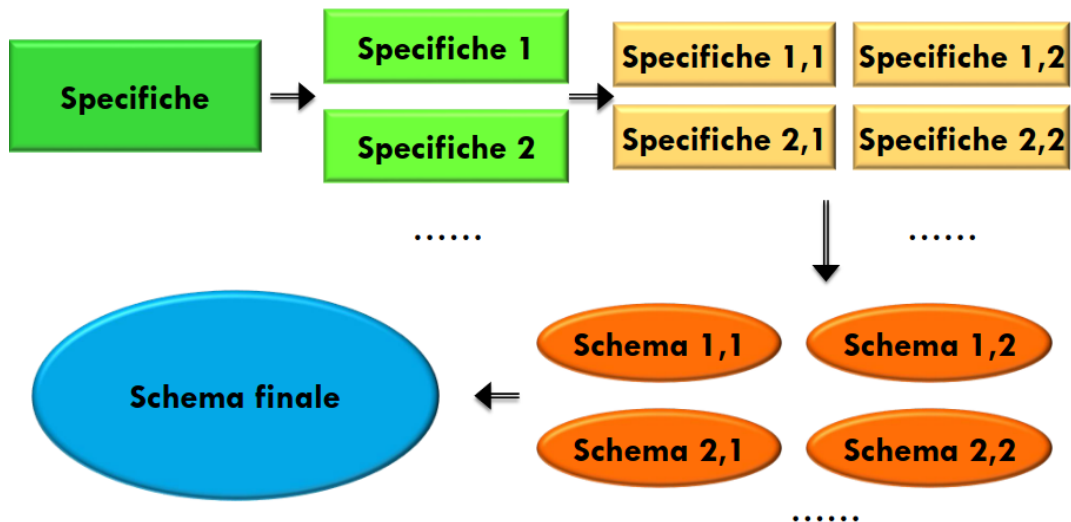 Specifiche
Specifiche 1
Specifiche 2
......
Specifiche 1,1
Specifiche 1,2
Specifiche 2,1
Specifiche 2,2
......
Schema 1,1
Schema 1,2
Schema 2,1
Schema 2,2
......
Schema finale